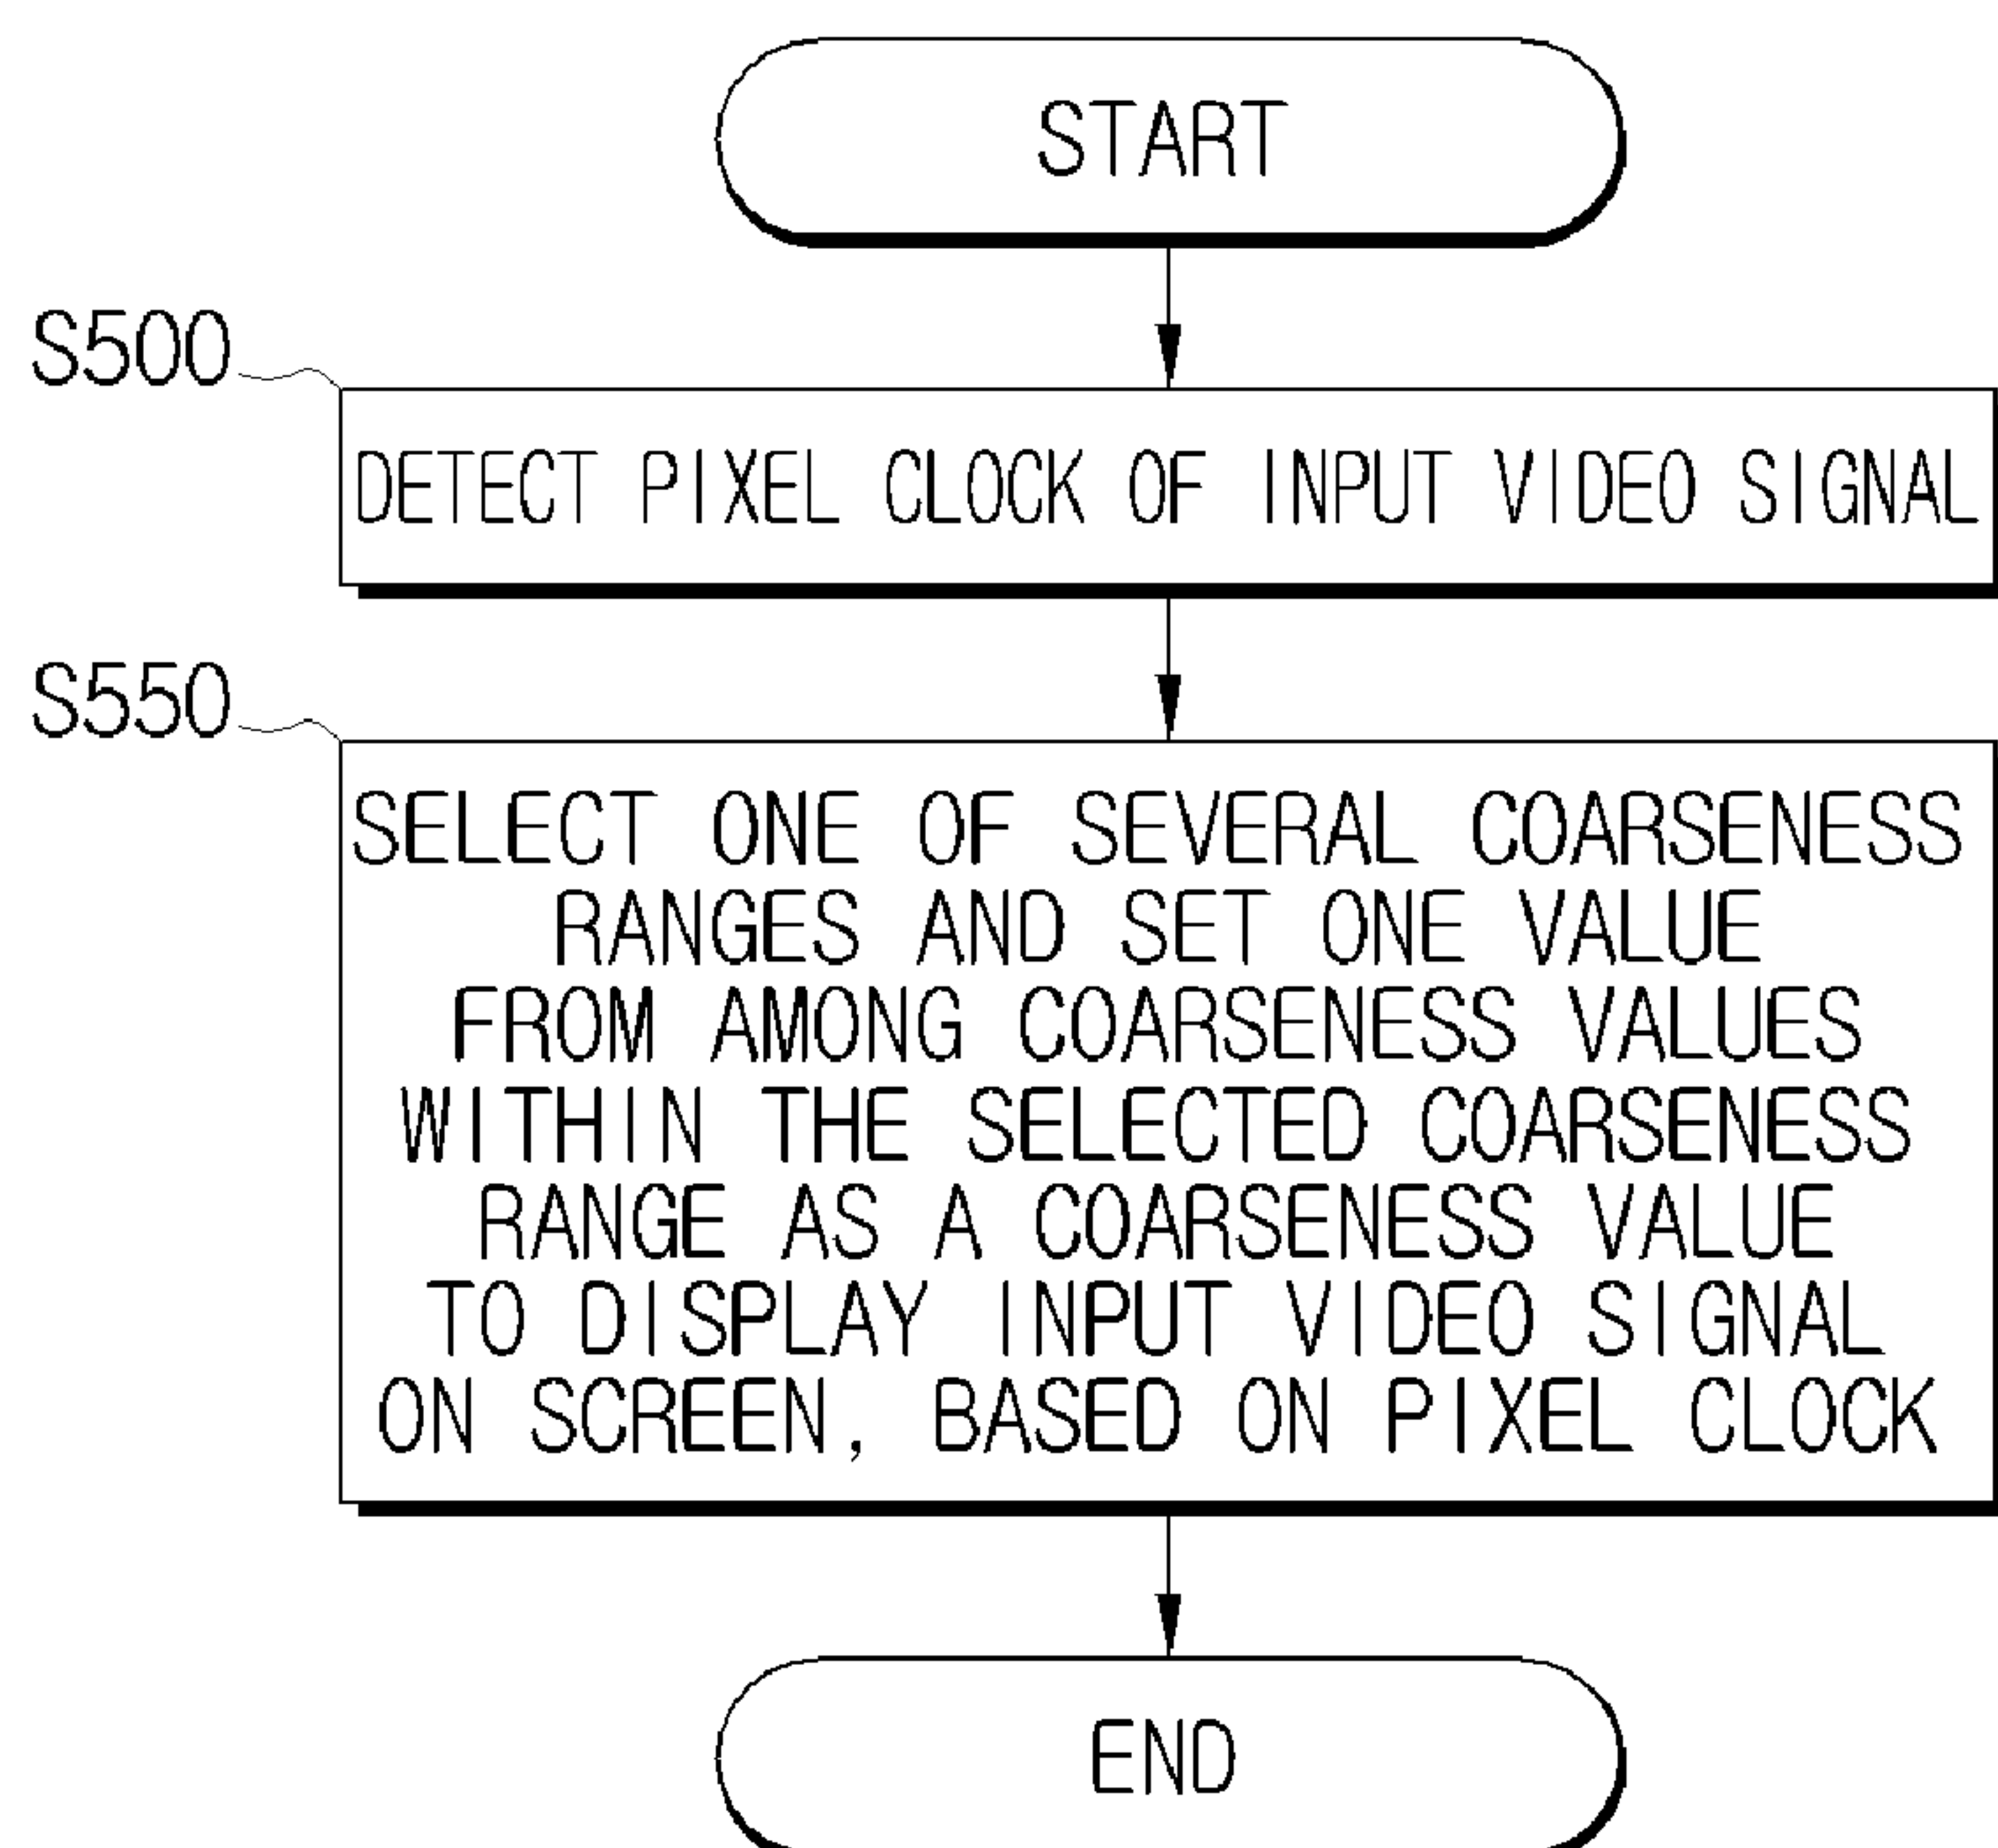 START
S500
DETECT PIXEL CLOCK OF INPUT VIDEO SIGNAL
S550
SELECT ONE OF SEVERAL COARSENESS
RANGES AND SET ONE VALUE
FROM AMONG COARSENESS VALUES
WITHIN THE SELECTED COARSENESS
RANGE AS A COARSENESS VALUE
TO DISPLAY INPUT VIDEO SIGNAL
ON SCREEN, BASED ON PIXEL CLOCK
END